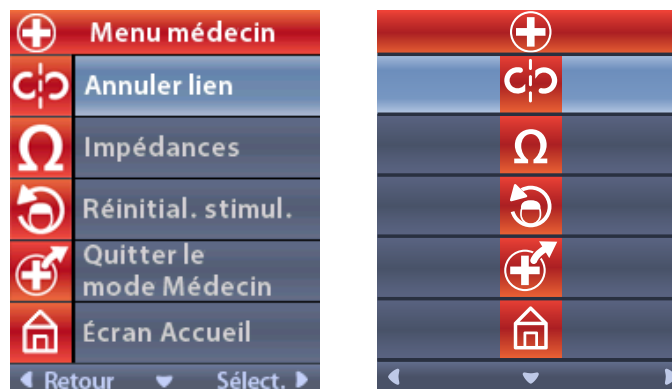 Menu médecin
Annuler lien
Ω Impédances
Réinitial. stimul.
Quitter le
mode Médecin
Écran Accueil
Retour
Sélect.
Ω